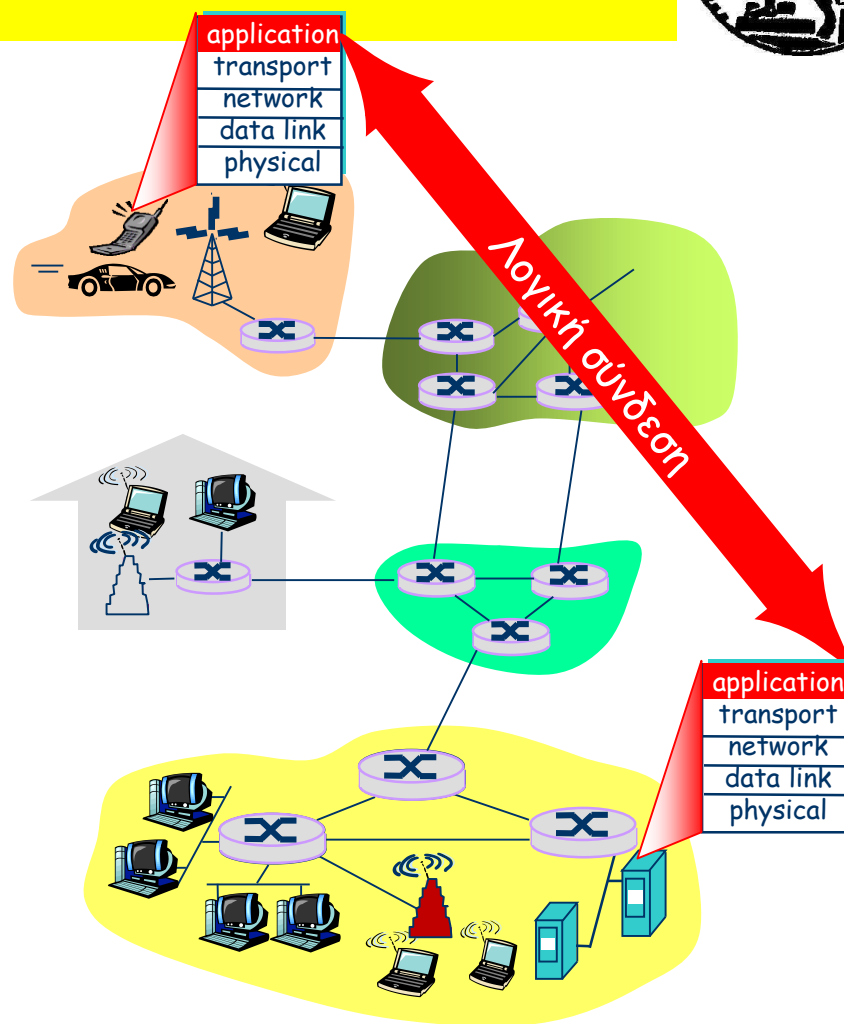 application
transport
network
data link
physical
Λογική σύνδεση
application
transport
network
data link
physical